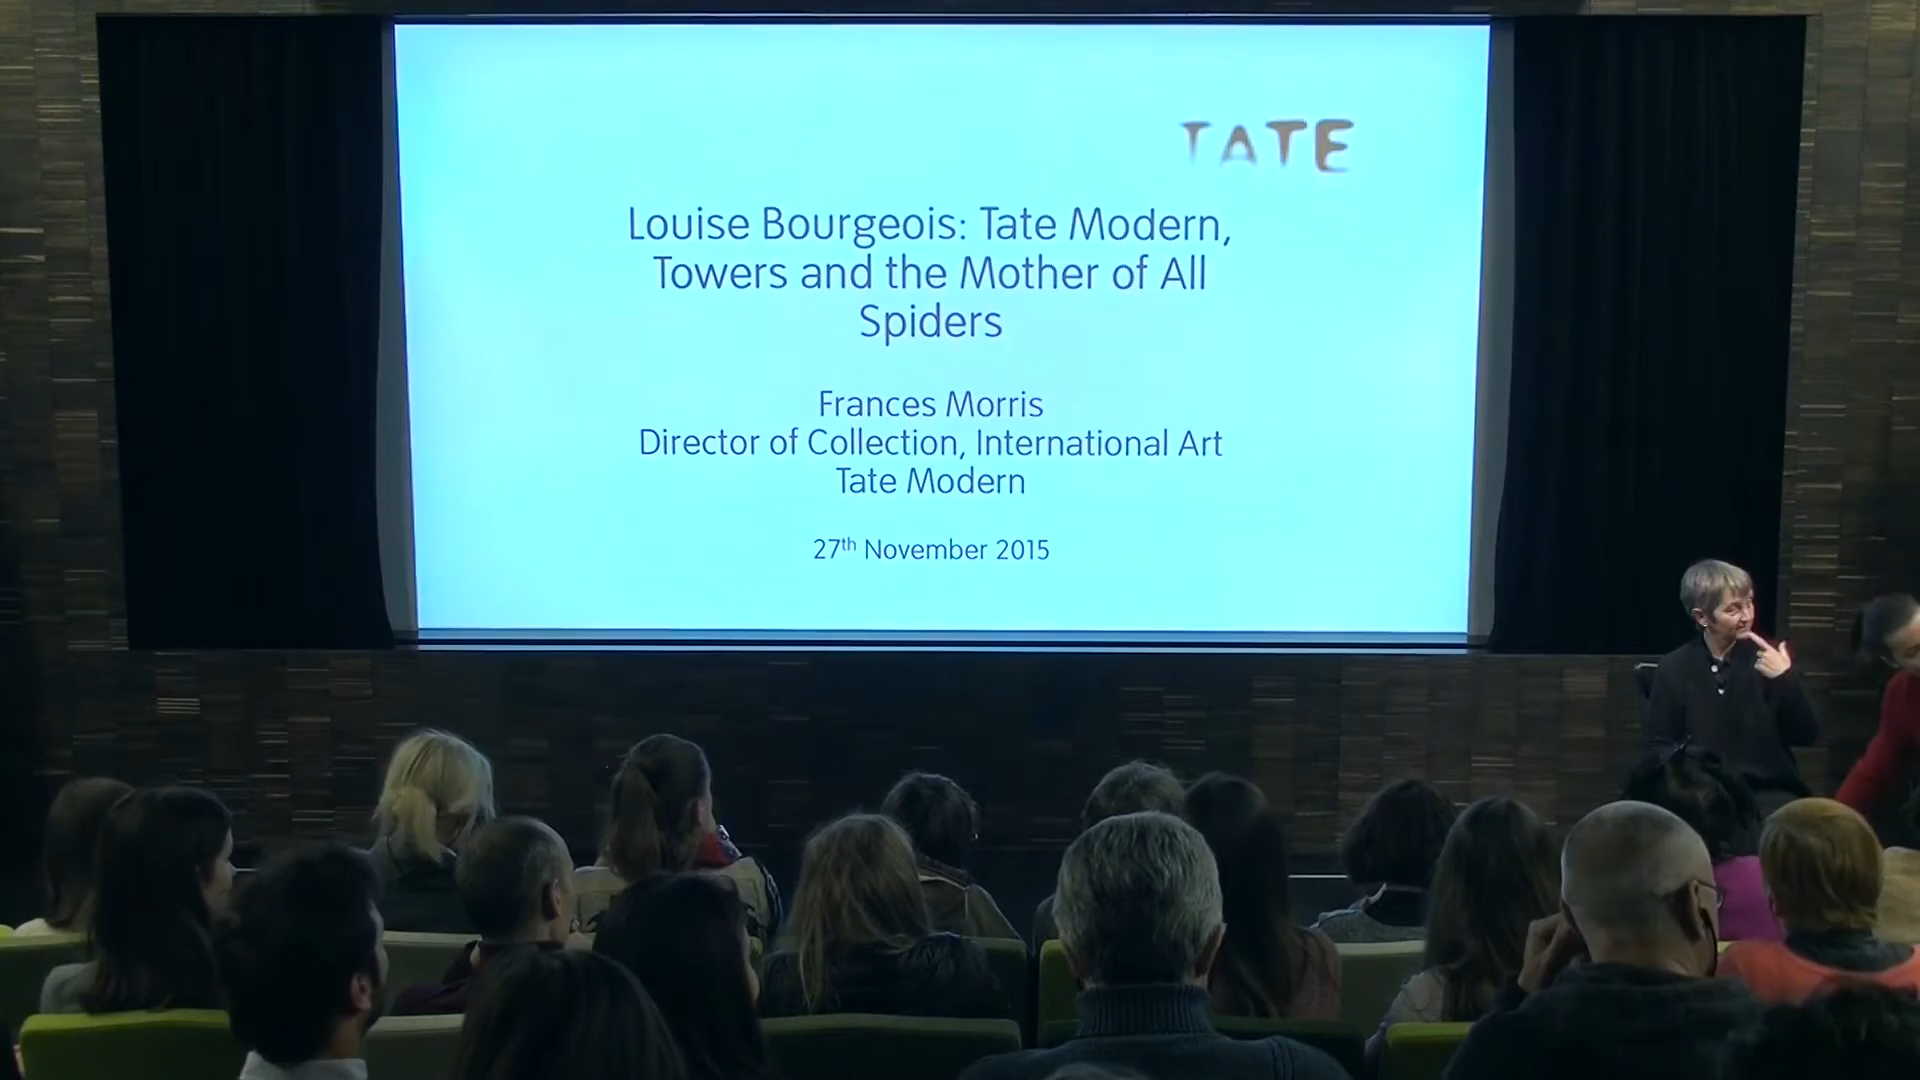 TATE
Louise Bourgeois: Tate Modern,
Towers and the Mother of All
Spiders
Frances Morris
Director of Collection, International Art
Tate Modern
27th November 2015